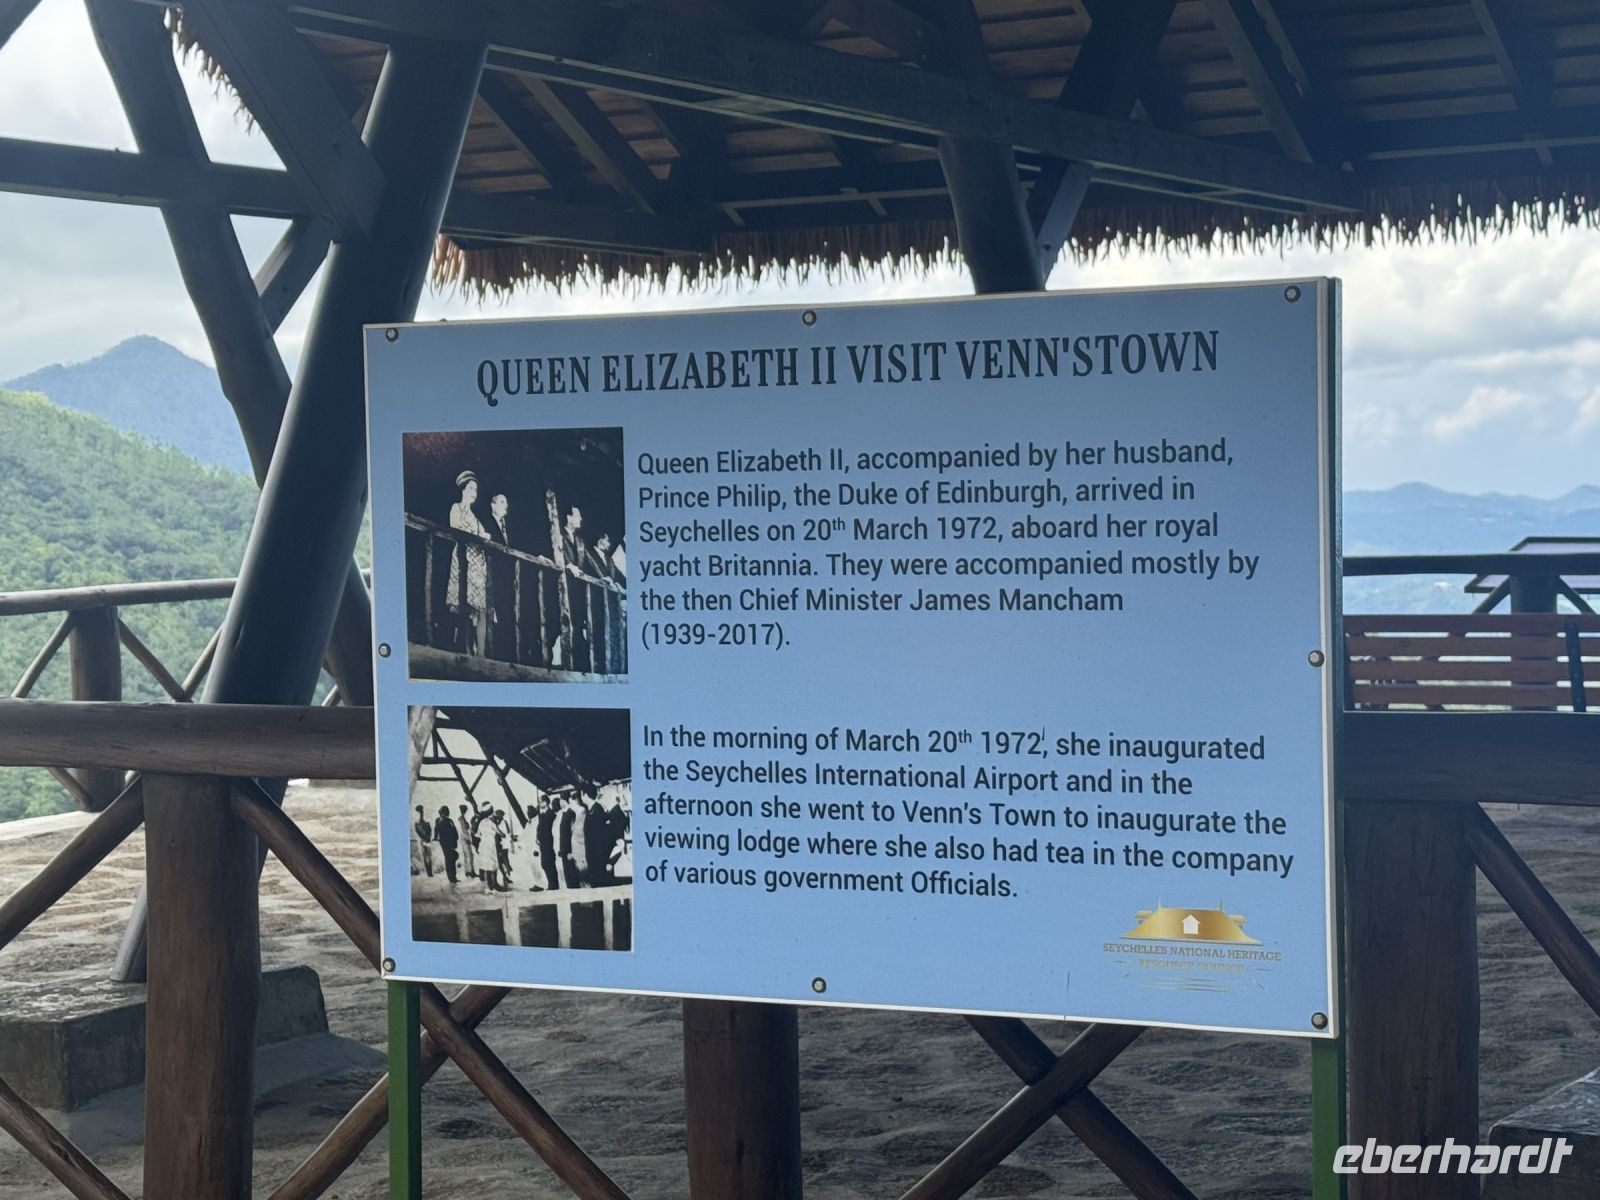 QUEEN ELIZABETH II VISIT VENN'STOWN
Queen Elizabeth II, accompanied by her husband,
Prince Philip, the Duke of Edinburgh, arrived in
Seychelles on 20th March 1972, aboard her royal
yacht Britannia. They were accompanied mostly by
the then Chief Minister James Mancham
(1939-2017).
In the morning of March 20th 1972, she inaugurated
the Seychelles International Airport and in the
afternoon she went to Venn's Town to inaugurate the
viewing lodge where she also had tea in the company
of various government Officials.
SEYCHELLES NATIONAL HERITAGE
RESOURCE COUNCIL
eberhardt